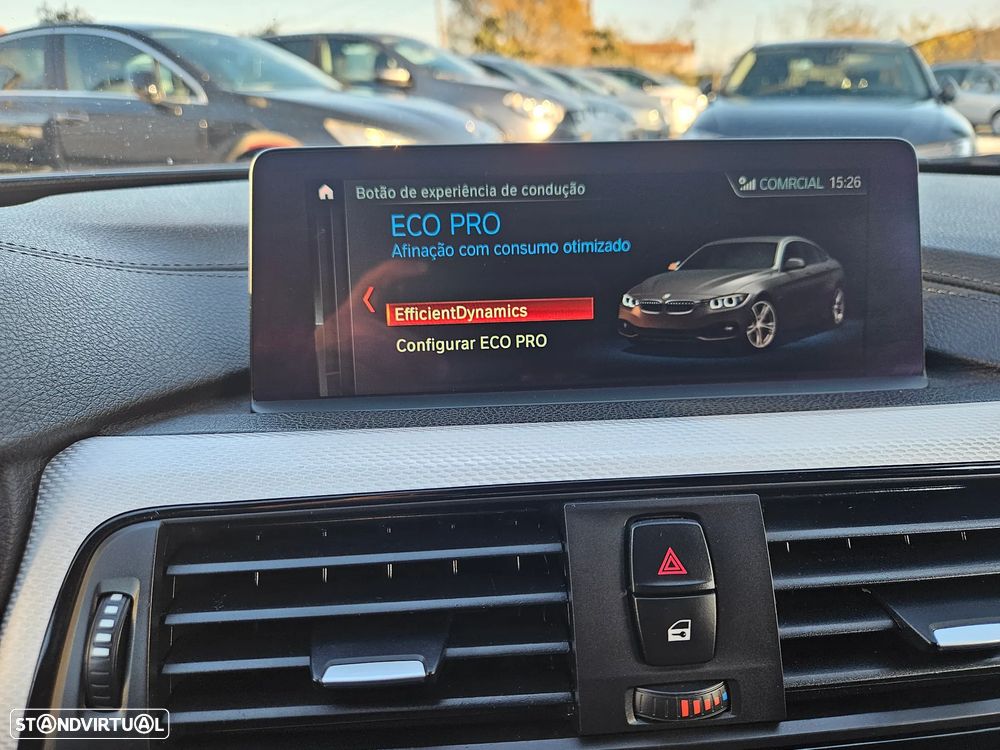 Botão de experiência de condução
COMRCIAL 15:26
ECO PRO
Afinação com consumo otimizado
EfficientDynamics
Configurar ECO PRO
STANDVIRTUAL